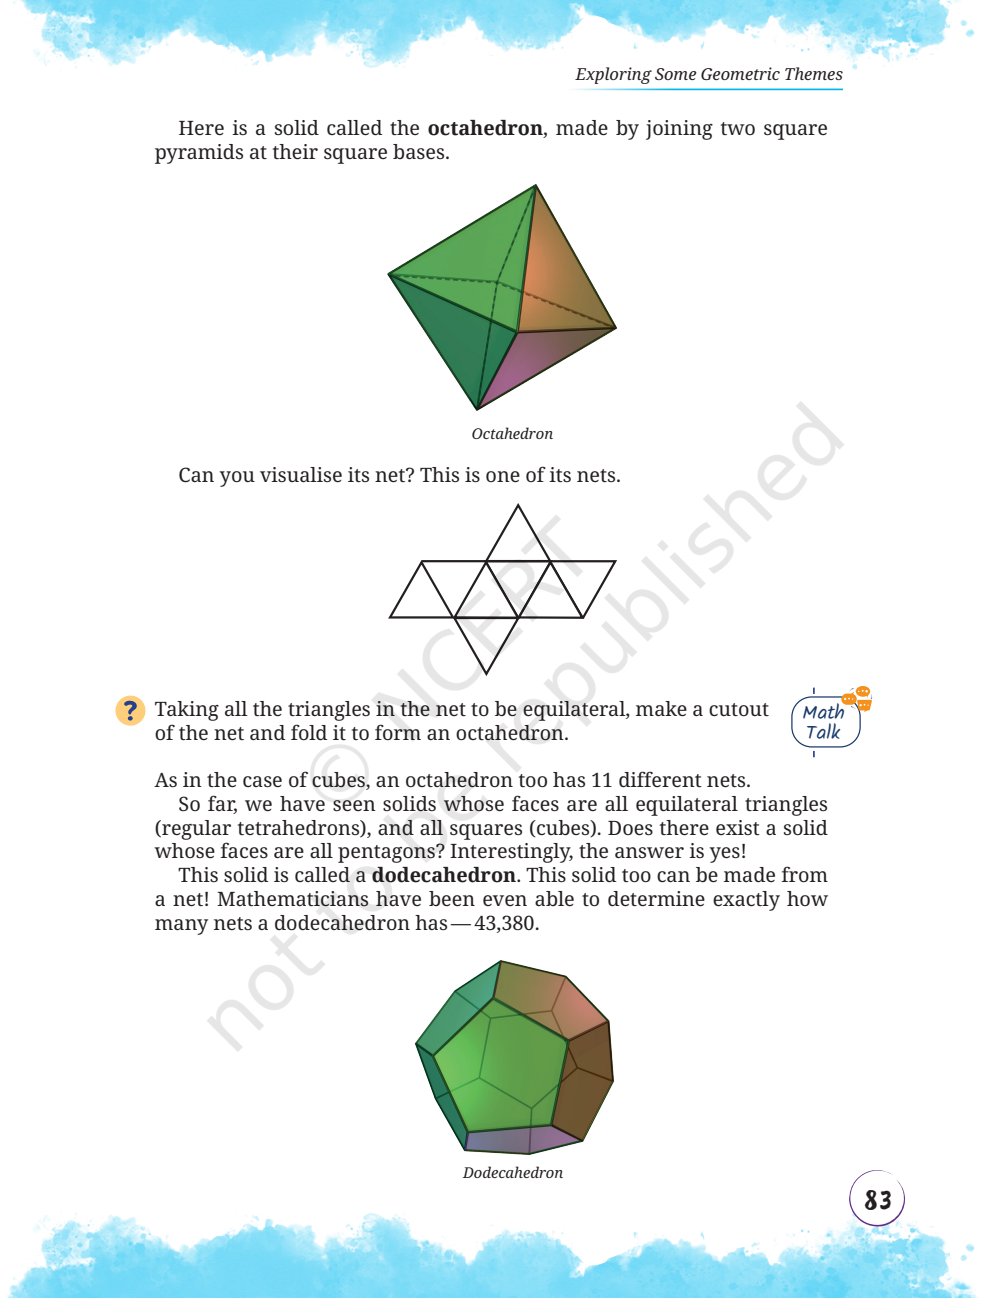 Exploring Some Geometric Themes
Here is a solid called the octahedron, made by joining two square
pyramids at their square bases.
Octahedron
Can you visualise its net? This is one of its nets.
? Taking all the triangles in the net to be equilateral, make a cutout
of the net and fold it to form an octahedron.
Math
Talk
As in the case of cubes, an octahedron too has 11 different nets.
So far, we have seen solids whose faces are all equilateral triangles
(regular tetrahedrons), and all squares (cubes). Does there exist a solid
whose faces are all pentagons? Interestingly, the answer is yes!
This solid is called a dodecahedron. This solid too can be made from
a net! Mathematicians have been even able to determine exactly how
many nets a dodecahedron has — 43,380.
Dodecahedron
83
© NCERT
not to be republished